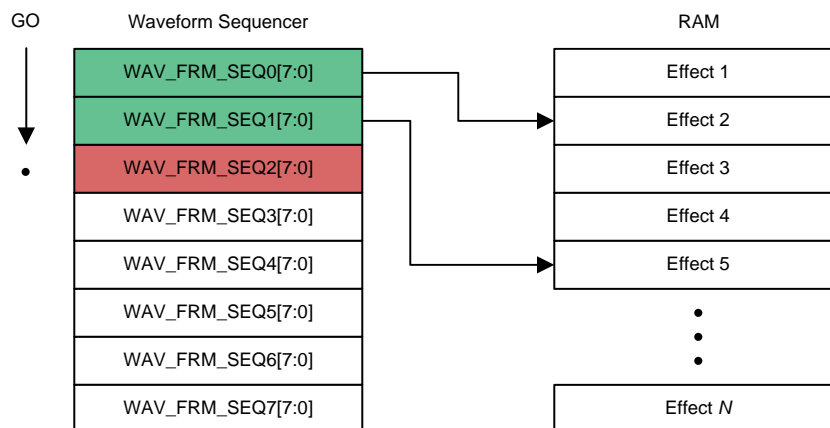 GO
Waveform Sequencer
RAM
WAV_FRM_SEQ0[7:0]
Effect 1
WAV_FRM_SEQ1[7:0]
Effect 2
WAV_FRM_SEQ2[7:0]
Effect 3
WAV_FRM_SEQ3[7:0]
Effect 4
WAV_FRM_SEQ4[7:0]
Effect 5
WAV_FRM_SEQ5[7:0]
WAV_FRM_SEQ6[7:0]
WAV_FRM_SEQ7[7:0]
Effect N